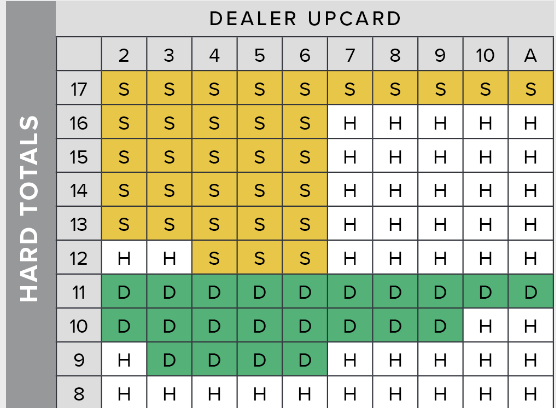 DEALER UPCARD
2 3 4 5 6 7 8 9 10 A
HARD TOTALS
17 S S S S S S S S S S
16 S S S S S H H H H H
15 S S S S S H H H H H
14 S S S S S H H H H H
13 S S S S S H H H H H
12 H H S S S H H H H H
11 D D D D D D D D D D
10 D D D D D D D D H H
9 H D D D D H H H H H
8 H H H H H H H H H H